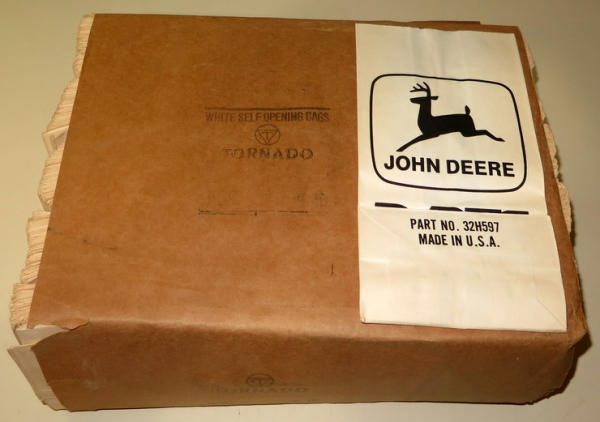 WHITE SELF OPENING BAGS
TORNADO
JOHN DEERE
PART NO. 32H597
MADE IN U.S.A.
TORNADO